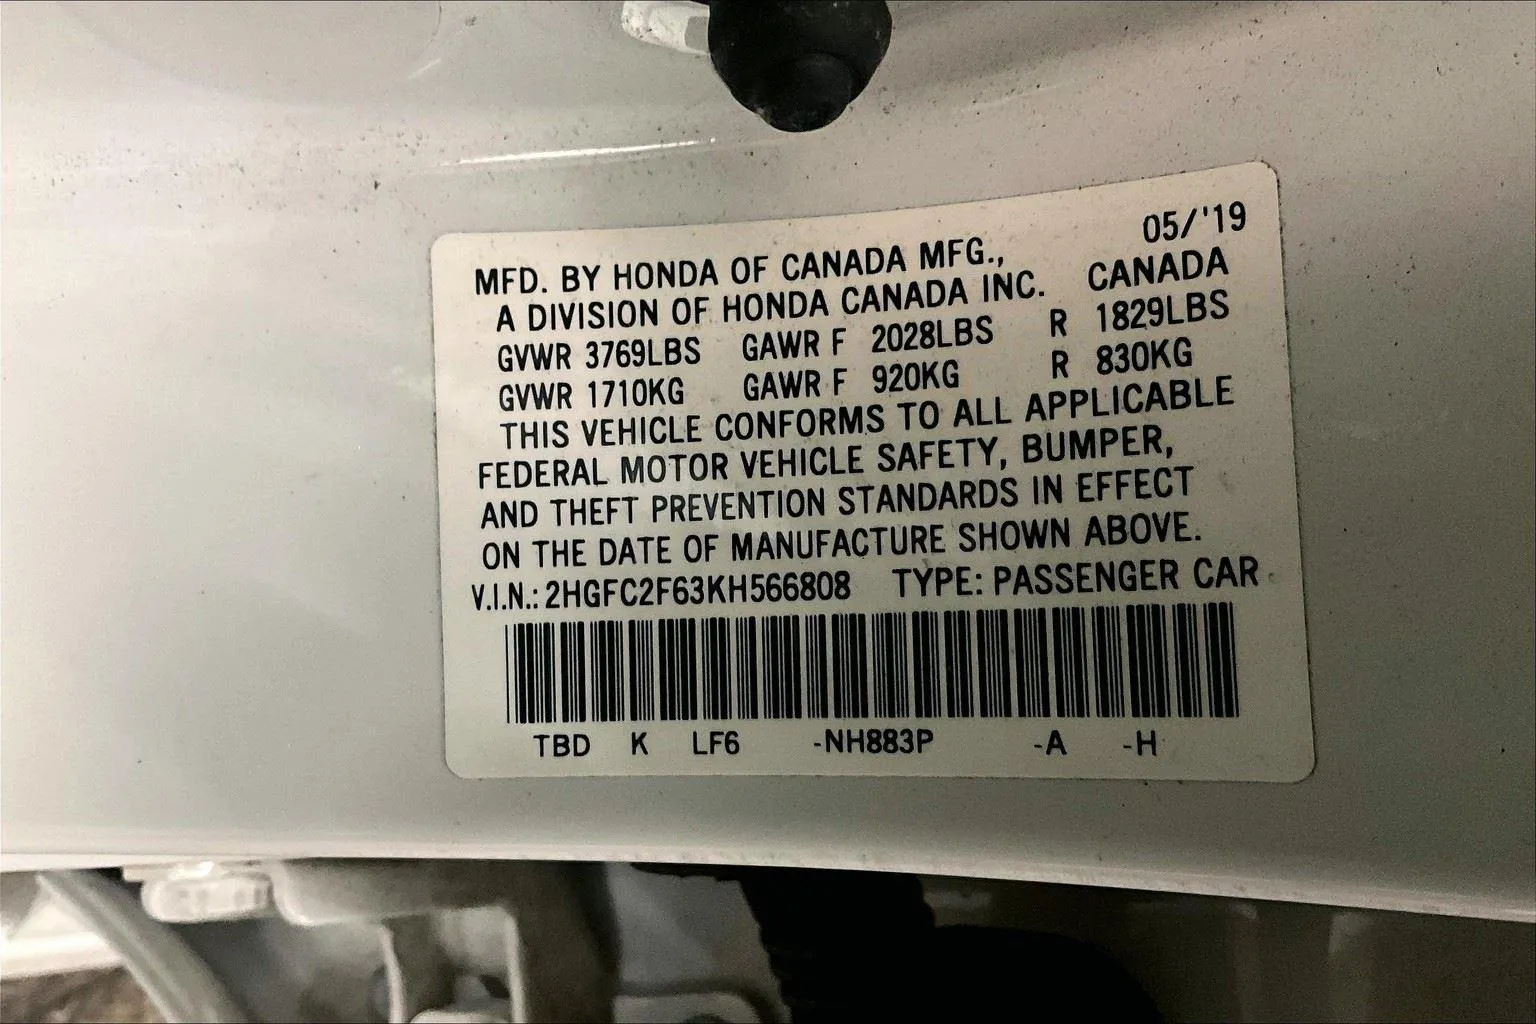 05/'19
MFD. BY HONDA OF CANADA MFG.,
A DIVISION OF HONDA CANADA INC. CANADA
GVWR 3769LBS GAWR F 2028LBS R 1829LBS
GVWR 1710KG GAWR F 920KG R 830KG
THIS VEHICLE CONFORMS TO ALL APPLICABLE
FEDERAL MOTOR VEHICLE SAFETY, BUMPER,
AND THEFT PREVENTION STANDARDS IN EFFECT
ON THE DATE OF MANUFACTURE SHOWN ABOVE.
V.I.N.: 2HGFC2F63KH566808 TYPE: PASSENGER CAR
TBD K LF6 -NH883P -A -H